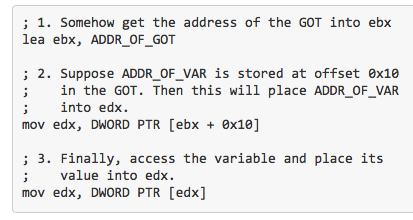 ; 1. Somehow get the address of the GOT into ebx
lea ebx, ADDR_OF_GOT
; 2. Suppose ADDR_OF_VAR is stored at offset 0x10
;    in the GOT. Then this will place ADDR_OF_VAR
;    into edx.
mov edx, DWORD PTR [ebx + 0x10]
; 3. Finally, access the variable and place its
;    value into edx.
mov edx, DWORD PTR [edx]